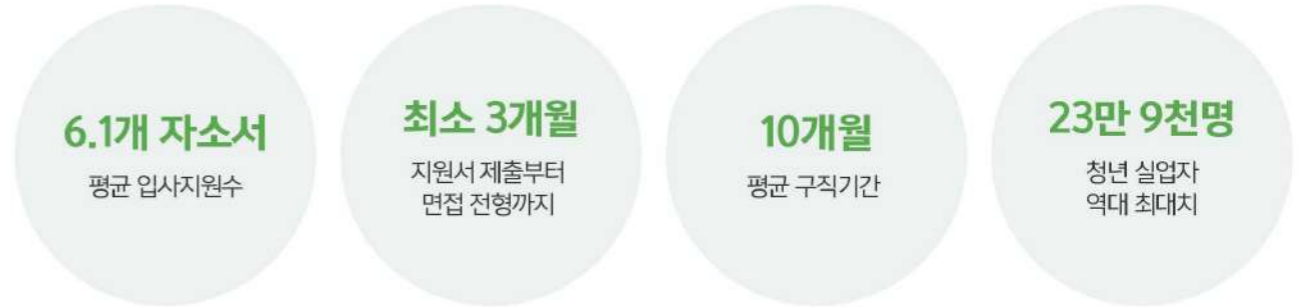 6.1개 자소서
평균 입사지원수
최소 3개월
지원서 제출부터
면접 전형까지
10개월
평균 구직기간
23만 9천명
청년 실업자
역대 최대치